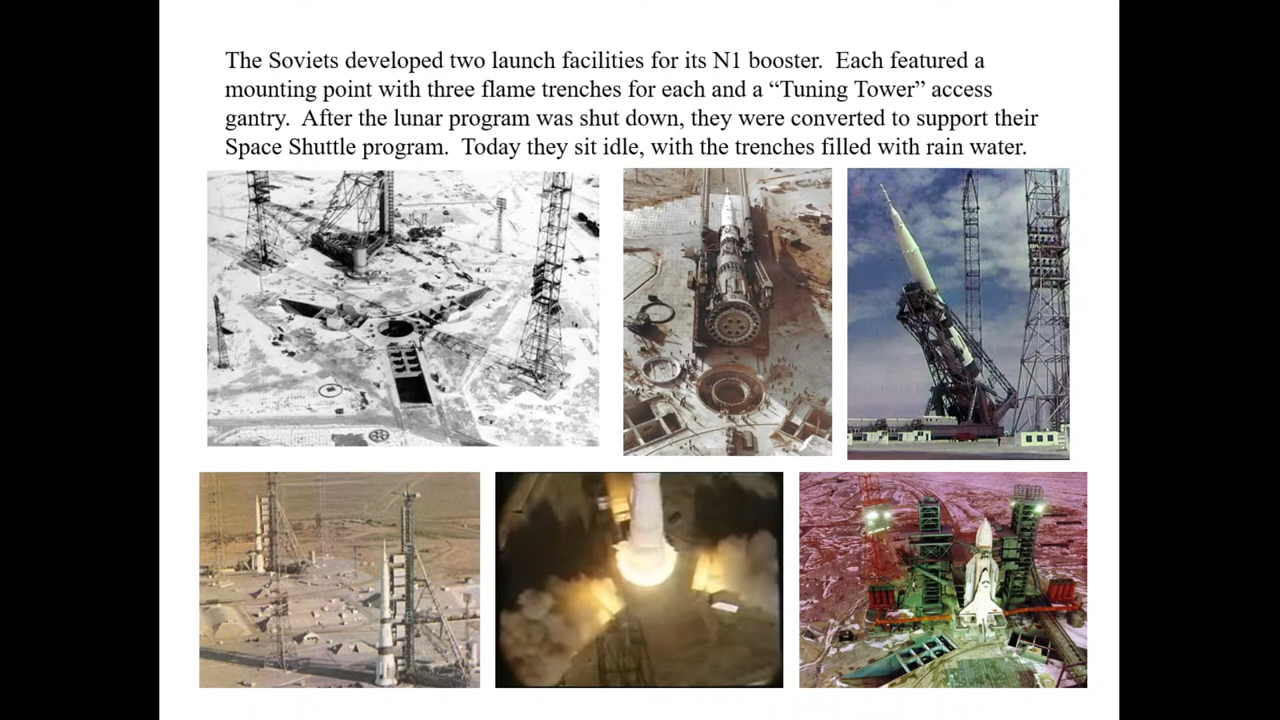 The Soviets developed two launch facilities for its N1 booster.  Each featured a
mounting point with three flame trenches for each and a “Tuning Tower” access
gantry.  After the lunar program was shut down, they were converted to support their
Space Shuttle program.  Today they sit idle, with the trenches filled with rain water.